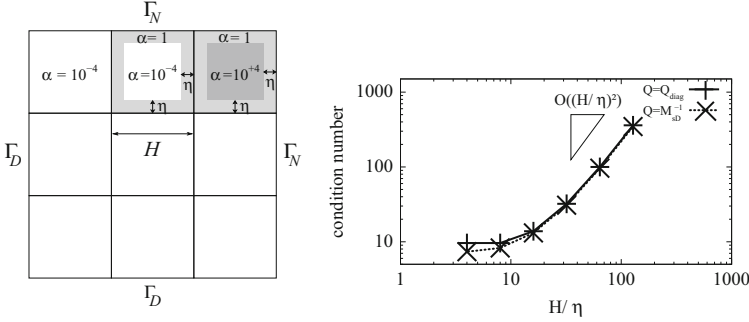 Γ_N
α = 10⁻⁴
α= 1
α=10⁻⁴
η
η
α= 1
α=10⁺⁴
η
η
H
Γ_D
Γ_N
Γ_D
condition number
1000
100
10
1
10
100
1000
H/ η
O((H/ η)²)
Q=Q_diag
Q=M_sD⁻¹